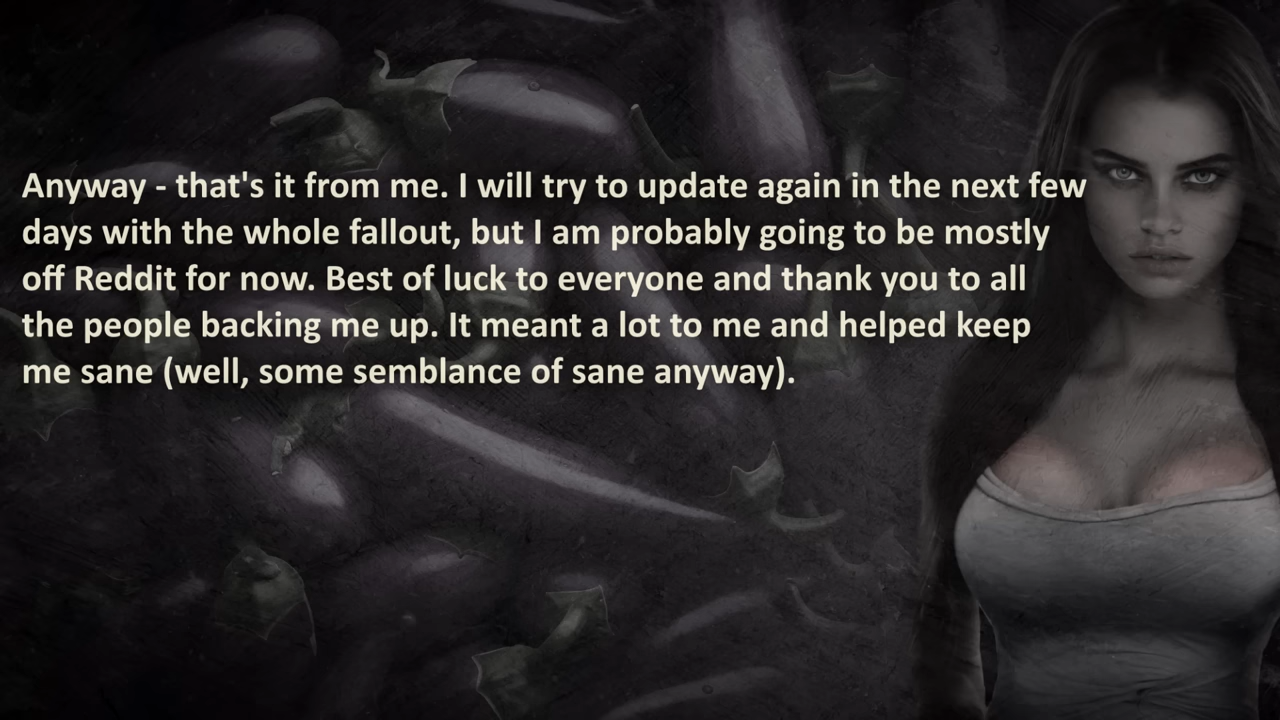 Anyway - that's it from me. I will try to update again in the next few
days with the whole fallout, but I am probably going to be mostly
off Reddit for now. Best of luck to everyone and thank you to all
the people backing me up. It meant a lot to me and helped keep
me sane (well, some semblance of sane anyway).